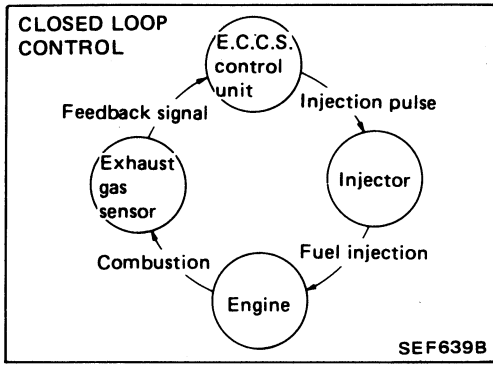 CLOSED LOOP
CONTROL
E.C.C.S.
control
unit
Injection pulse
Injector
Fuel injection
Engine
Combustion
Exhaust
gas
sensor
Feedback signal
SEF639B